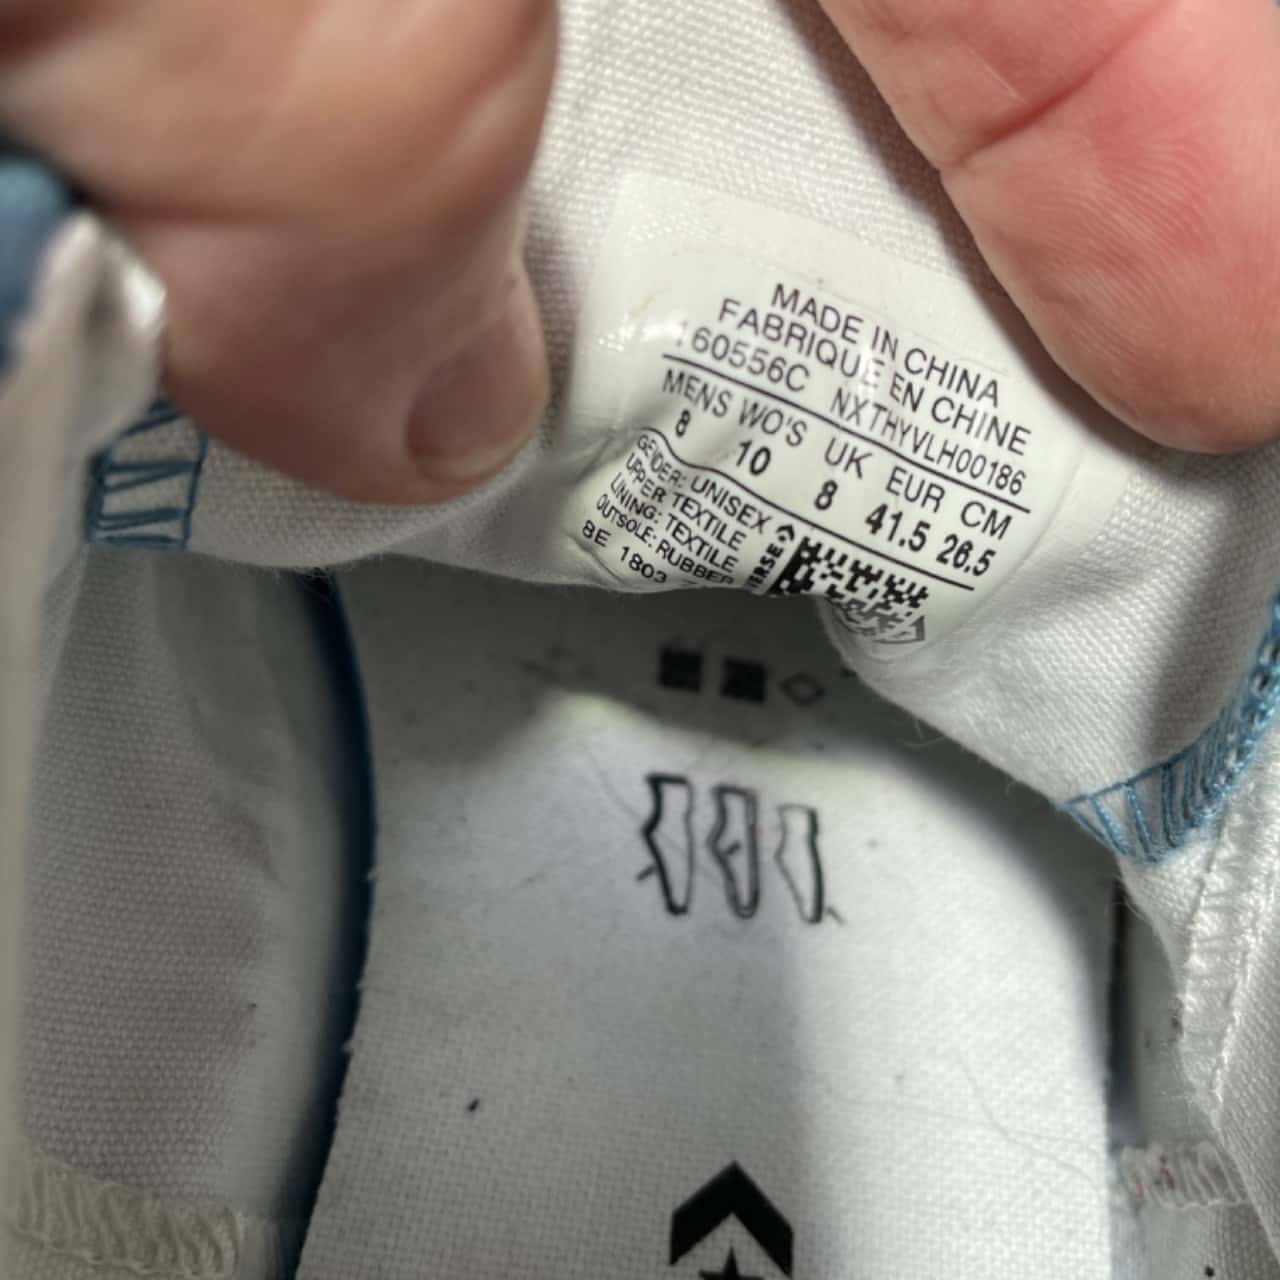 MADE IN CHINA
FABRIQUE EN CHINE
160556C NXTHYVLH00186
MENS WO'S UK EUR CM
8 10 8 41.5 26.5
GENDER: UNISEX
UPPER TEXTILE
LINING: TEXTILE
OUTSOLE: RUBBER
8E 1803